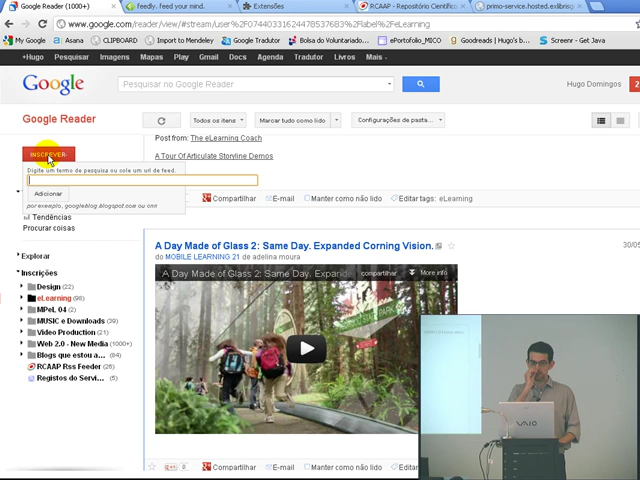 Google Reader (1000+)
feedly. feed your mind.
Extensões
RCAAP - Repositório Científico
primo-service.hosted.exlibrisg
www.google.com/reader/view/#stream/user%2F07440331624478537683%2Flabel%2FeLearning
My Google
Asana
CLIPBOARD
Import to Mendeley
Google Tradutor
Bolsa do Voluntariado...
ePortofolio_MICO
Goodreads | Hugo's b...
Screenr - Get Java
+Hugo Pesquisar Imagens Mapas Play Gmail Docs Agenda Tradutor Livros Mais
Google
Pesquisar no Google Reader
Hugo Domingos
2
Google Reader
Todos os itens
Marcar tudo como lido
Configurações de pasta...
Post from: The eLearning Coach
INSCREVER-
A Tour Of Articulate Storyline Demos
Digite um termo de pesquisa ou cole um url de feed.
Adicionar
por exemplo, googleblog.blogspot.com ou cnn
Compartilhar
E-mail
Manter como não lido
Editar tags: eLearning
Tendências
Procurar coisas
A Day Made of Glass 2: Same Day. Expanded Corning Vision.
30/05
do MOBILE LEARNING 21 de adelina moura
Explorar
Inscrições
A Day Made of Glass 2: Same Day. Expande
compartilhar
More info
Design (22)
eLearning (98)
MPeL 04 (2)
MUSIC e Downloads (39)
Video Production (21)
Web 2.0 - New Media (1000+)
Blogs que estou a... (84)
RCAAP Rss Feeder (26)
Registos do Servi... (5)
VAIO
+1
0
Compartilhar
E-mail
Manter como não lido
Editar